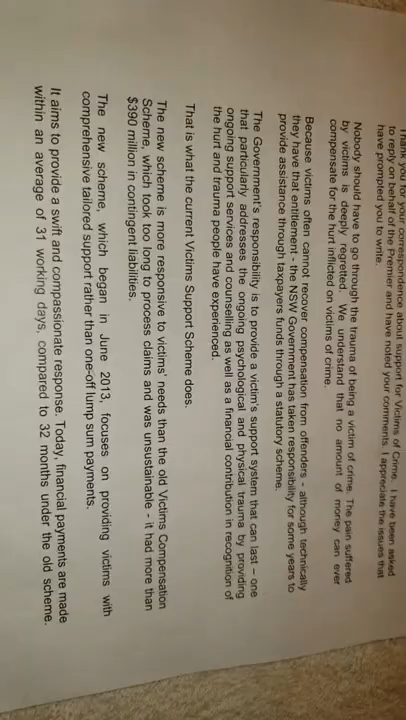 Thank you for your correspondence about support for Victims of Crime. I have been asked
to reply on behalf of the Premier and have noted your comments. I appreciate the issues that
have prompted you to write.
Nobody should have to go through the trauma of being a victim of crime. The pain suffered
by victims is deeply regretted. We understand that no amount of money can ever
compensate for the hurt inflicted on victims of crime.
Because victims often cannot recover compensation from offenders - although technically
they have that entitlement - the NSW Government has taken responsibility for some years to
provide assistance through taxpayers funds through a statutory scheme.
The Government's responsibility is to provide a victim's support system that can last – one
that particularly addresses the ongoing psychological and physical trauma by providing
ongoing support services and counselling as well as a financial contribution in recognition of
the hurt and trauma people have experienced.
That is what the current Victims Support Scheme does.
The new scheme is more responsive to victims' needs than the old Victims Compensation
Scheme, which took too long to process claims and was unsustainable - it had more than
$390 million in contingent liabilities.
The new scheme, which began in June 2013, focuses on providing victims with
comprehensive tailored support rather than one-off lump sum payments.
It aims to provide a swift and compassionate response. Today, financial payments are made
within an average of 31 working days, compared to 32 months under the old scheme.